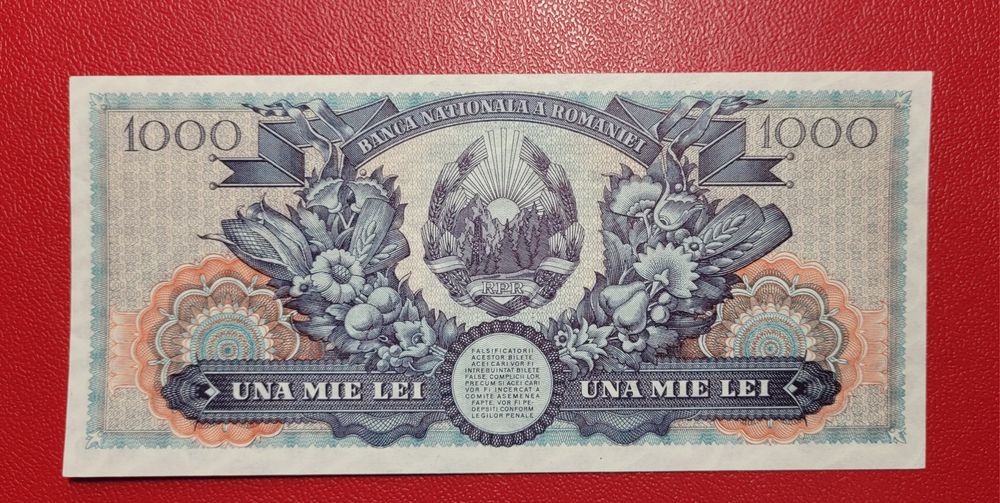 BANCA NATIONALA A ROMANIEI
1000
1000
RPR
UNA MIE LEI
FALSIFICATORII
ACESTOR BILETE,
ACEI CARI VOR FI
INTREBUINTAT BILETE
FALSE, COMPLICII LOR,
PRECUM SI ACEI CARI
VOR FI INCERCAT A
COMITE ASEMENEA
FAPTE, VOR FI PE-
DEPSITI CONFORM
LEGILOR PENALE
UNA MIE LEI